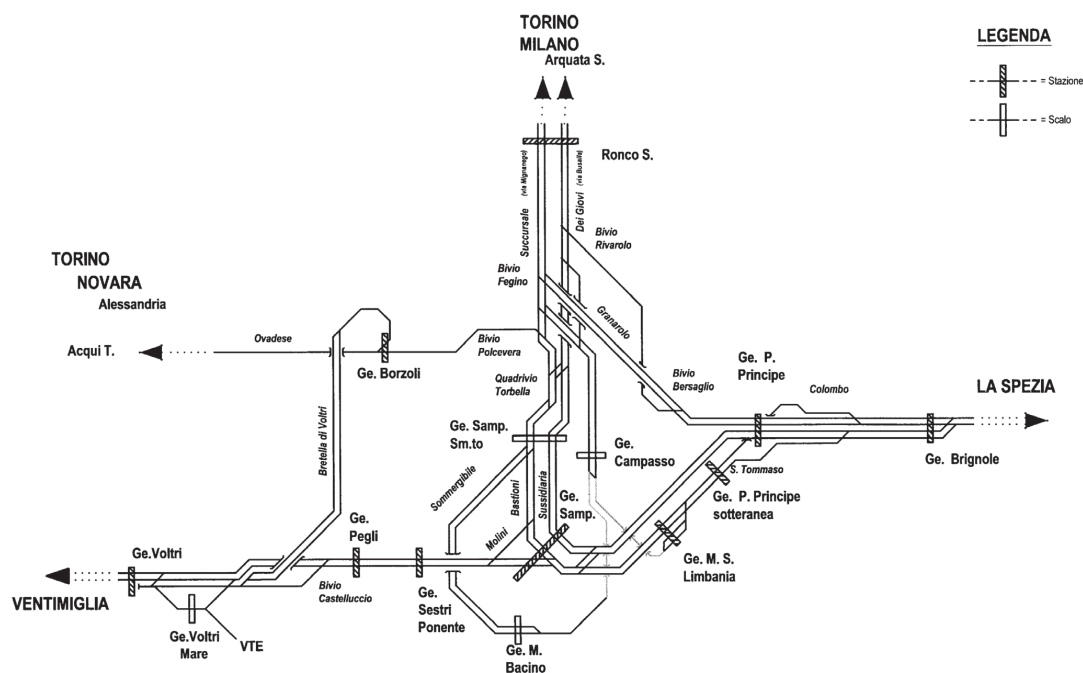 TORINO
MILANO
Arquata S.
LEGENDA
= Stazione
= Scalo
Ronco S.
Succursale (via Mignanego)
Dei Giovi (via Busalla)
Bivio
Rivarolo
Bivio
Fegino
Granarolo
TORINO
NOVARA
Alessandria
Ovadese
Acqui T.
Ge. Borzoli
Bivio
Polcevera
Quadrivio
Torbella
Bivio
Bersaglio
Ge. P.
Principe
Colombo
LA SPEZIA
Ge. Brignole
Bretella di Voltri
Ge. Samp.
Sm.to
Ge.
Campasso
Sommergibile
Bastioni
Sussidiaria
S. Tommaso
Ge. P. Principe
sotteranea
Ge.
Samp.
Molini
Ge. M. S.
Limbania
Ge.
Pegli
Ge.Voltri
VENTIMIGLIA
Bivio
Castelluccio
Ge.
Sestri
Ponente
Ge.Voltri
Mare
VTE
Ge. M.
Bacino